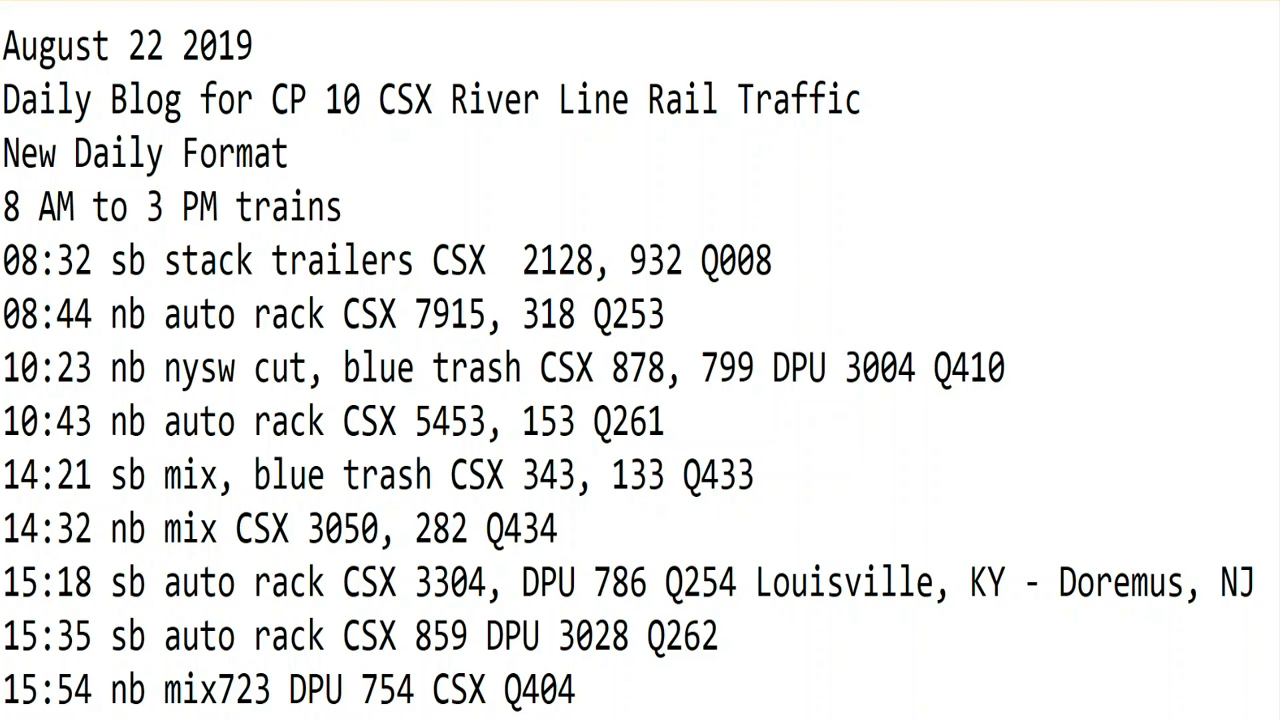 August 22 2019
Daily Blog for CP 10 CSX River Line Rail Traffic
New Daily Format
8 AM to 3 PM trains
08:32 sb stack trailers CSX  2128, 932 Q008
08:44 nb auto rack CSX 7915, 318 Q253
10:23 nb nysw cut, blue trash CSX 878, 799 DPU 3004 Q410
10:43 nb auto rack CSX 5453, 153 Q261
14:21 sb mix, blue trash CSX 343, 133 Q433
14:32 nb mix CSX 3050, 282 Q434
15:18 sb auto rack CSX 3304, DPU 786 Q254 Louisville, KY - Doremus, NJ
15:35 sb auto rack CSX 859 DPU 3028 Q262
15:54 nb mix723 DPU 754 CSX Q404